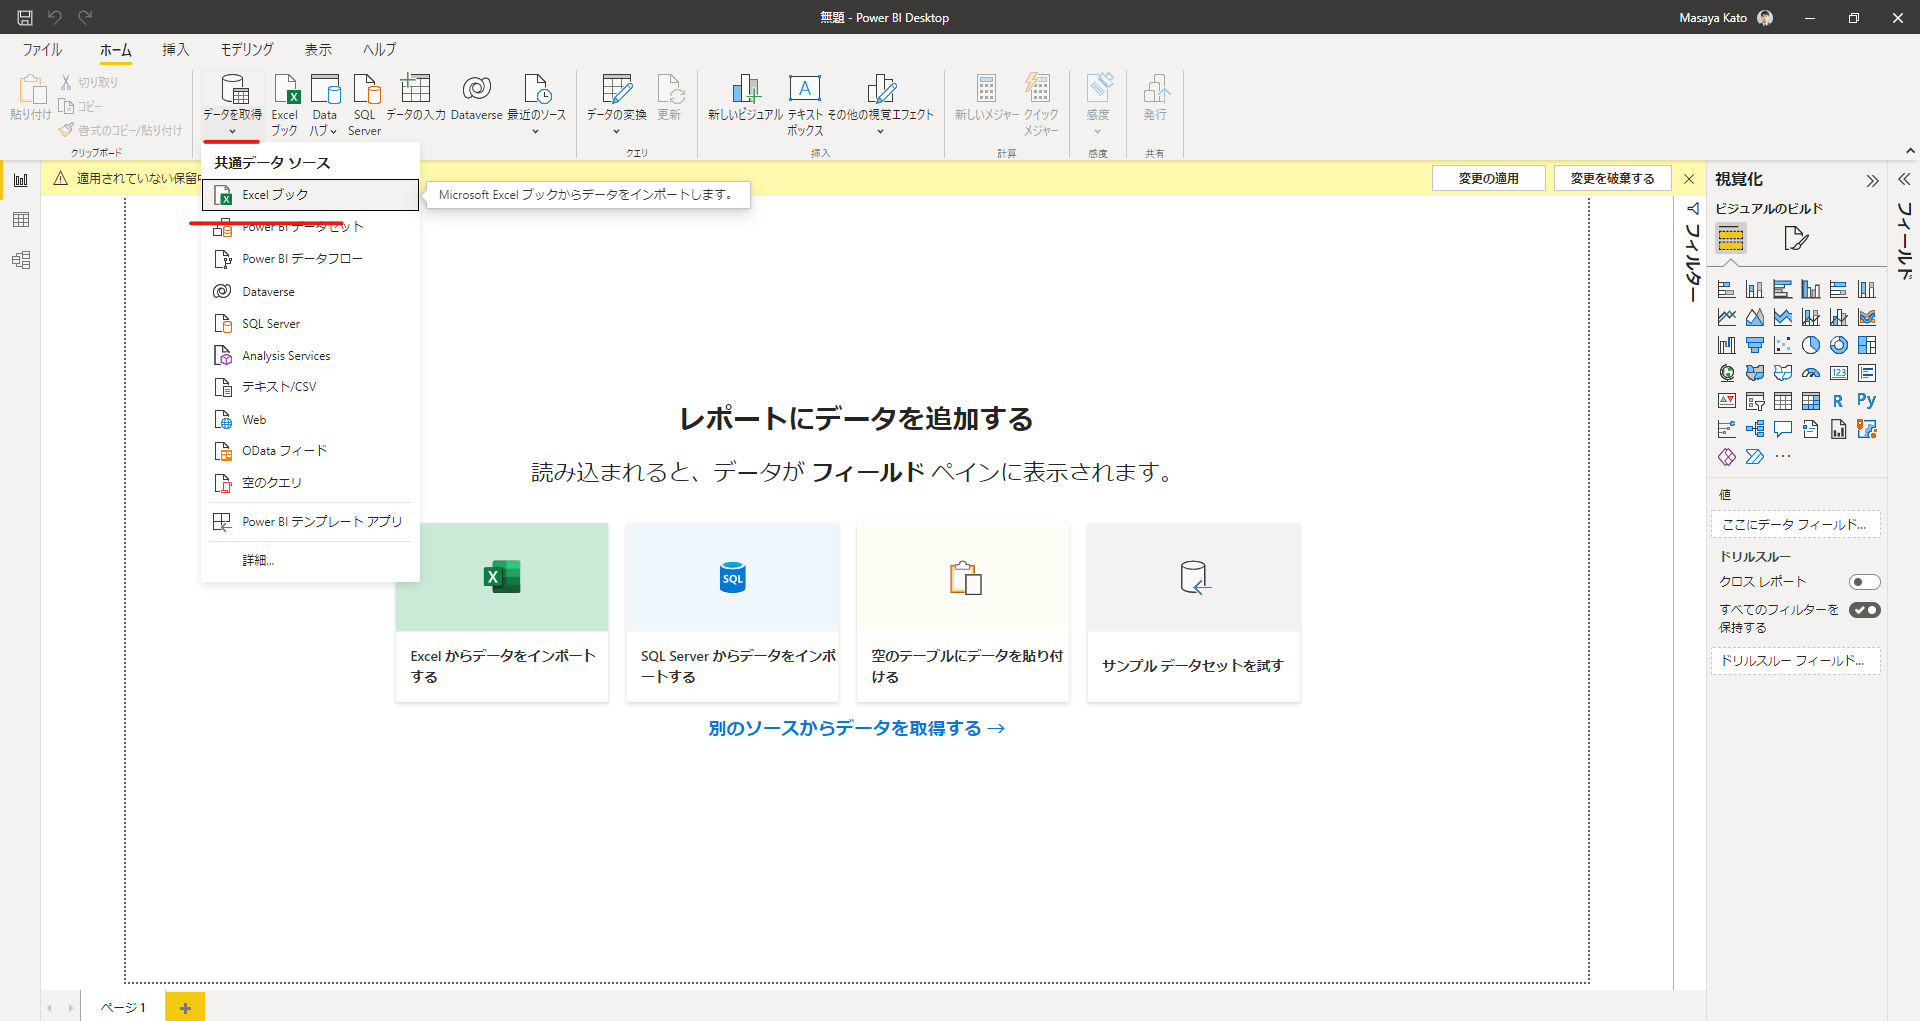 無題 - Power BI Desktop
Masaya Kato
ファイル
ホーム
挿入
モデリング
表示
ヘルプ
貼り付け
切り取り
コピー
書式のコピー/貼り付け
クリップボード
データを取得
Excel
ブック
Data
ハブ
SQL
Server
データの入力
Dataverse
最近のソース
データの変換
更新
クエリ
新しいビジュアル
テキスト
ボックス
その他の視覚エフェクト
挿入
新しいメジャー
クイック
メジャー
計算
感度
感度
発行
共有
適用されていない保留
変更の適用
変更を破棄する
共通データ ソース
Excel ブック
Microsoft Excel ブックからデータをインポートします。
Power BI データセット
Power BI データフロー
Dataverse
SQL Server
Analysis Services
テキスト/CSV
Web
OData フィード
空のクエリ
Power BI テンプレート アプリ
詳細...
レポートにデータを追加する
読み込まれると、データが フィールド ペインに表示されます。
SQL
Excel からデータをインポート
する
SQL Server からデータをインポ
ートする
空のテーブルにデータを貼り付
ける
サンプル データセットを試す
別のソースからデータを取得する →
フィルター
視覚化
ビジュアルのビルド
123
R
Py
値
ここにデータ フィールド...
ドリルスルー
クロス レポート
すべてのフィルターを
保持する
ドリルスルー フィールド...
フィールド
ページ 1